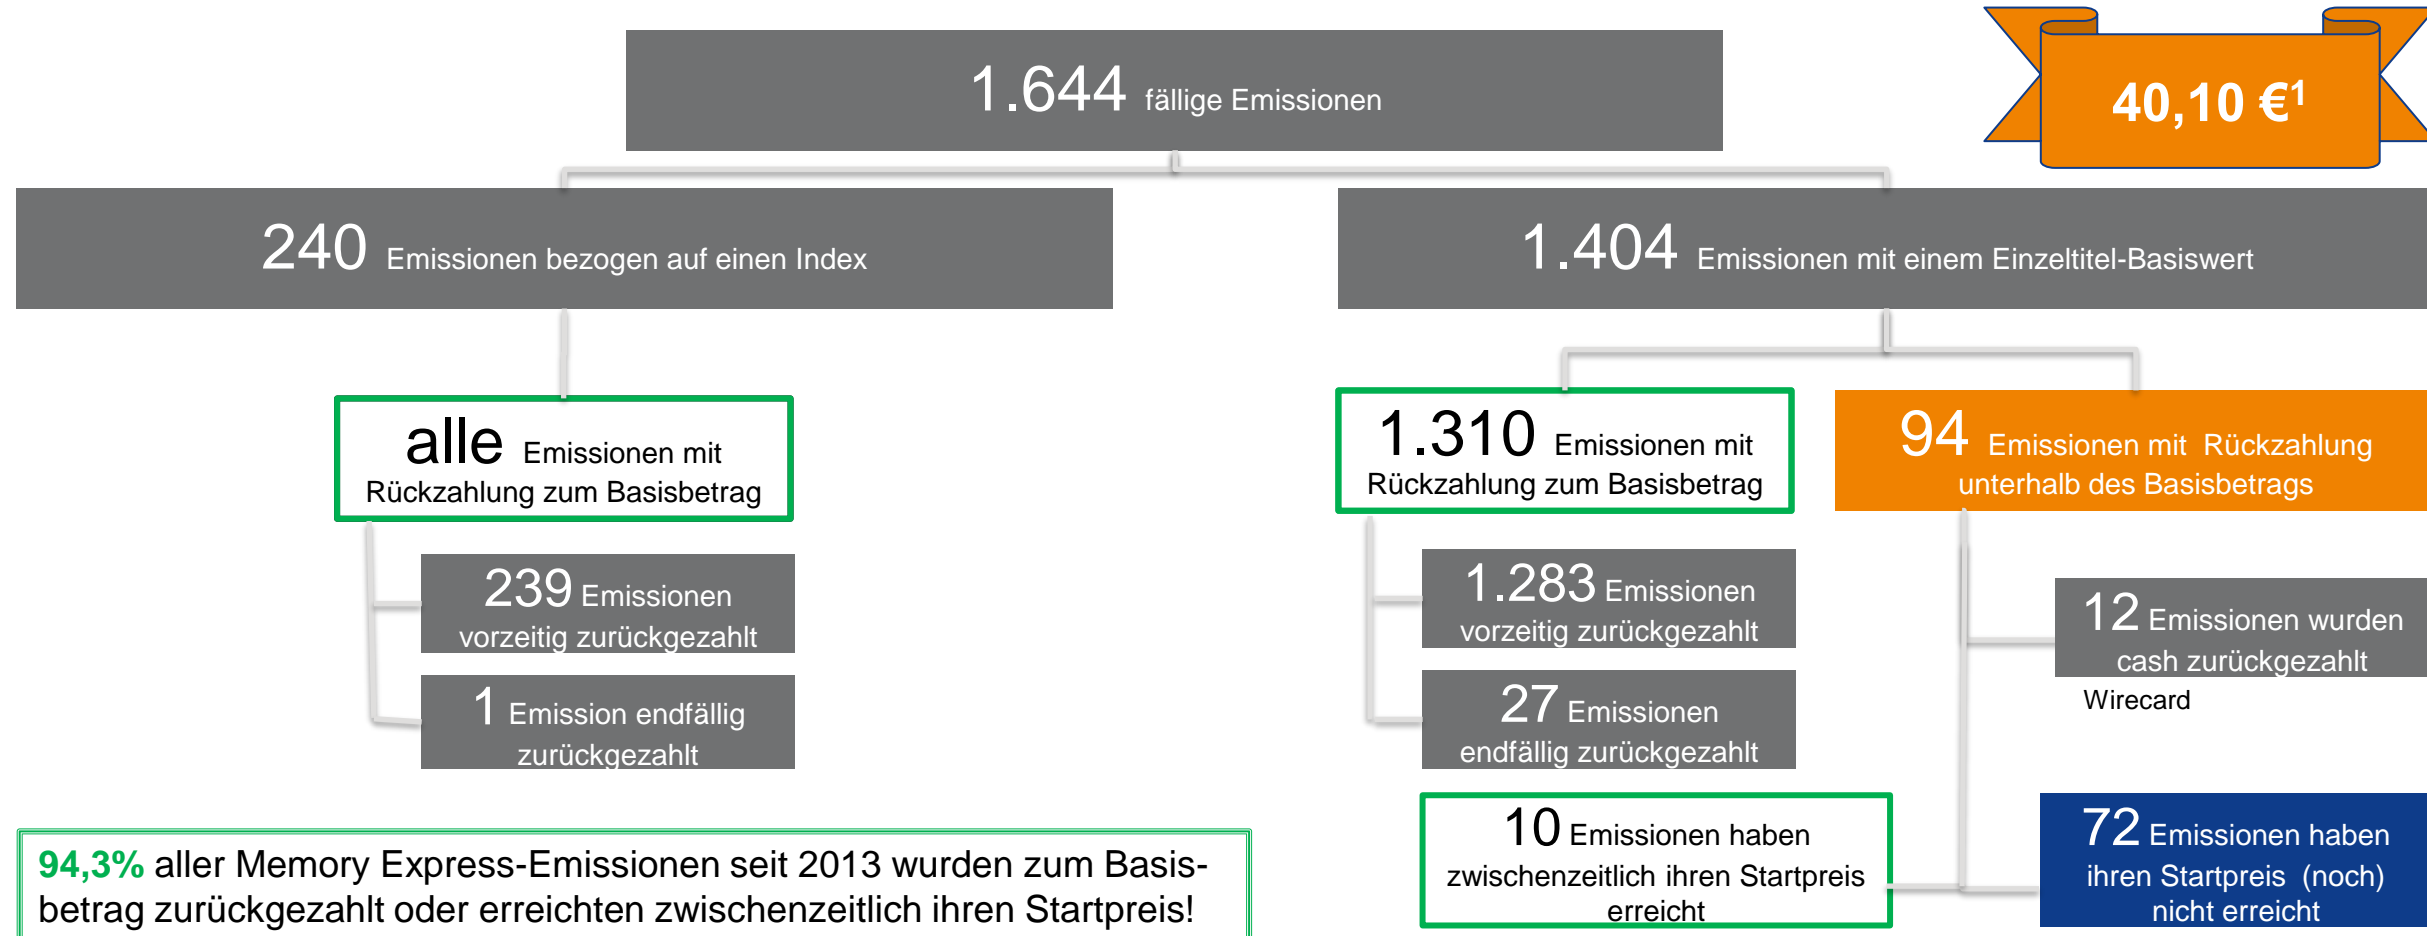 1.644 fällige Emissionen
40,10 €1
240 Emissionen bezogen auf einen Index
1.404 Emissionen mit einem Einzeltitel-Basiswert
alle Emissionen mit
Rückzahlung zum Basisbetrag
1.310 Emissionen mit
Rückzahlung zum Basisbetrag
94 Emissionen mit Rückzahlung
unterhalb des Basisbetrags
239 Emissionen
vorzeitig zurückgezahlt
1 Emission endfällig
zurückgezahlt
1.283 Emissionen
vorzeitig zurückgezahlt
27 Emissionen
endfällig zurückgezahlt
12 Emissionen wurden
cash zurückgezahlt
Wirecard
10 Emissionen haben
zwischenzeitlich ihren Startpreis
erreicht
72 Emissionen haben
ihren Startpreis (noch)
nicht erreicht
94,3% aller Memory Express-Emissionen seit 2013 wurden zum Basis-
betrag zurückgezahlt oder erreichten zwischenzeitlich ihren Startpreis!